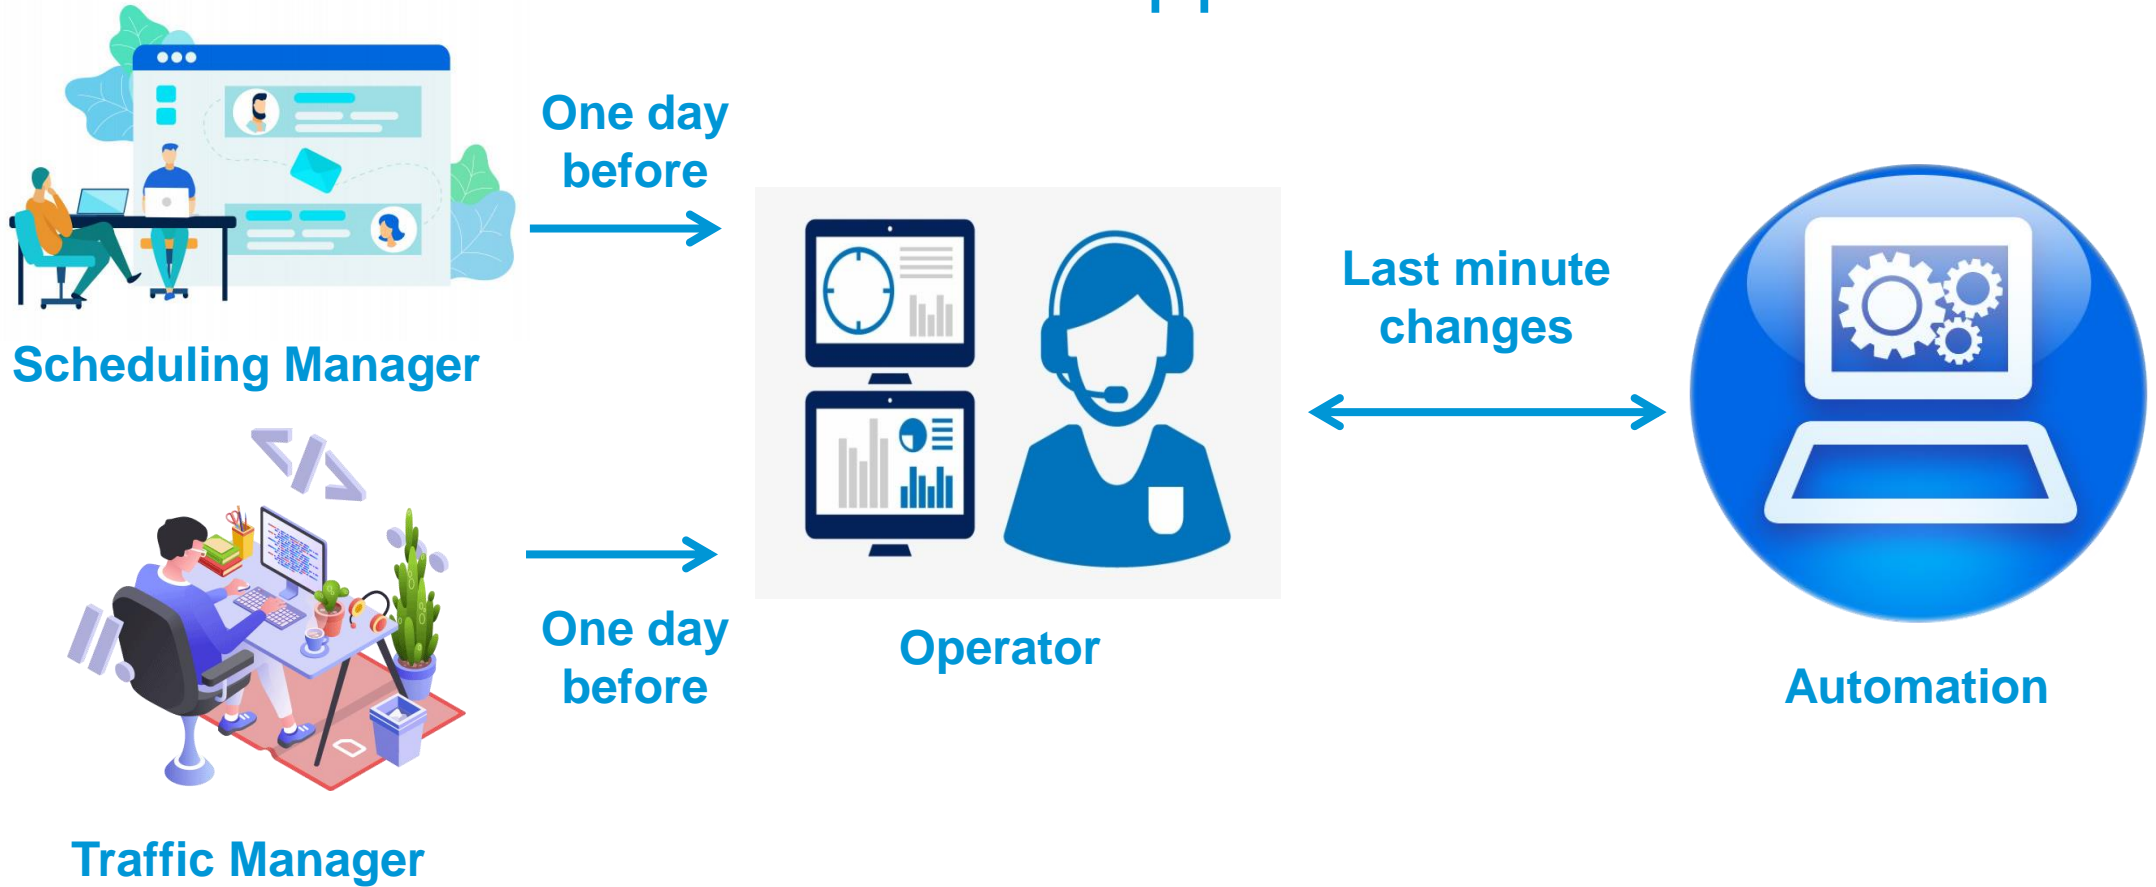 One day
before
Scheduling Manager
Last minute
changes
One day
before
Operator
Automation
Traffic Manager